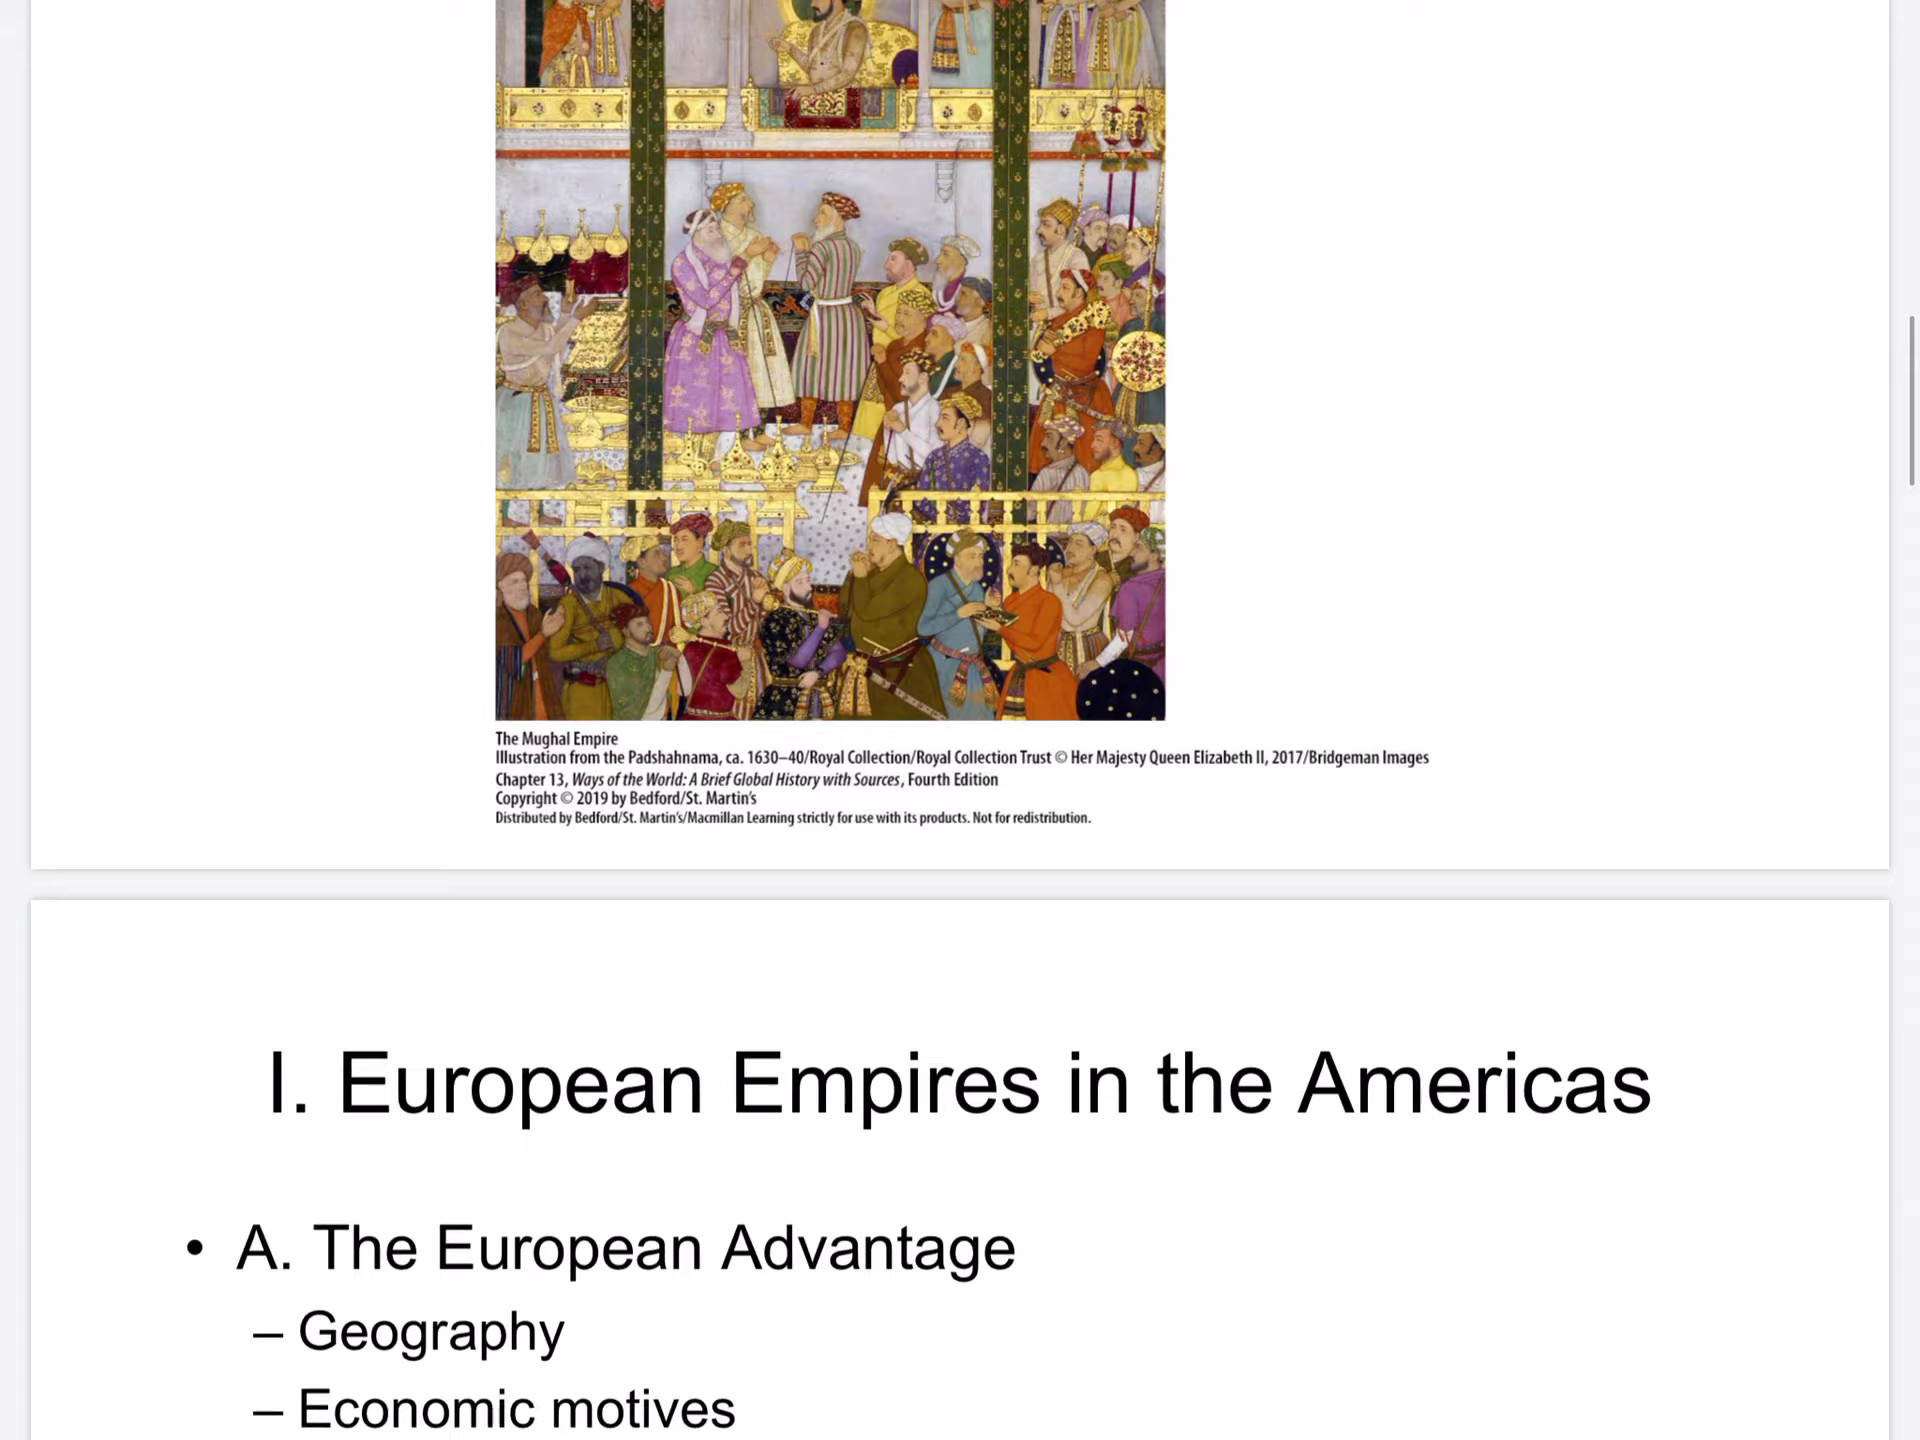 The Mughal Empire
Illustration from the Padshahnama, ca. 1630–40/Royal Collection/Royal Collection Trust © Her Majesty Queen Elizabeth II, 2017/Bridgeman Images
Chapter 13, Ways of the World: A Brief Global History with Sources, Fourth Edition
Copyright © 2019 by Bedford/St. Martin's
Distributed by Bedford/St. Martin's/Macmillan Learning strictly for use with its products. Not for redistribution.
I. European Empires in the Americas
• A. The European Advantage
– Geography
– Economic motives